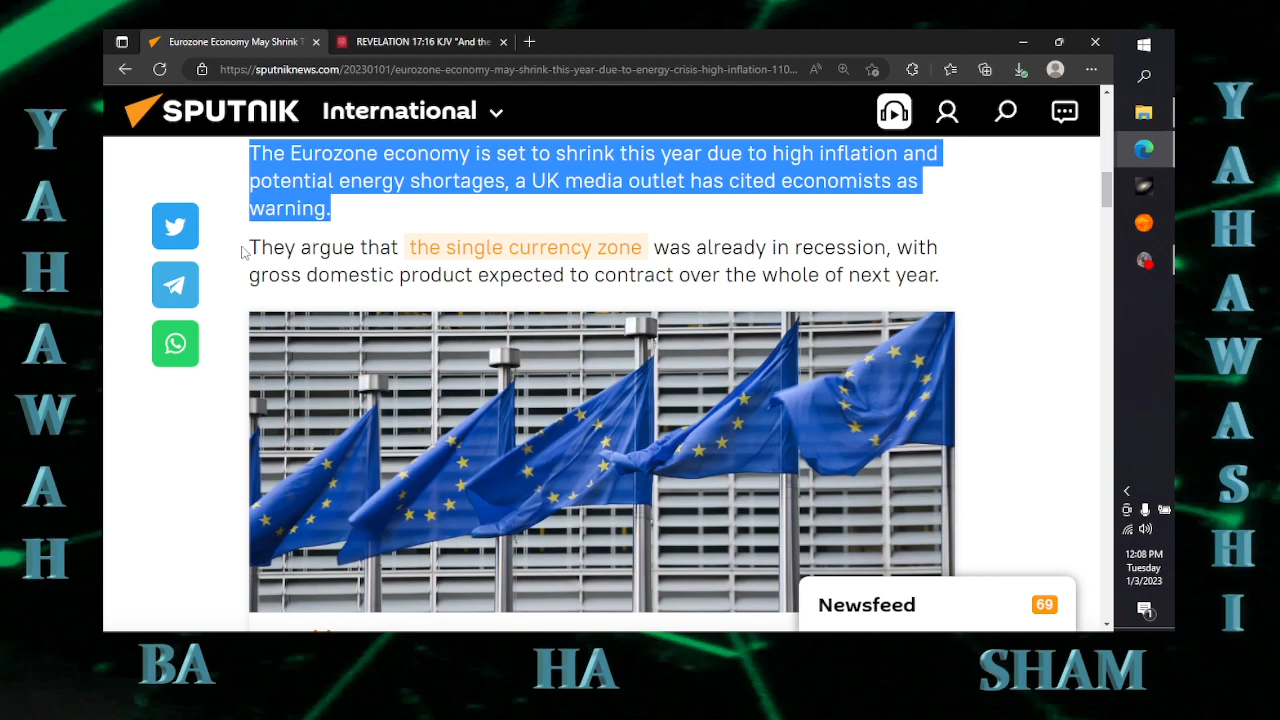 Eurozone Economy May Shrink T
REVELATION 17:16 KJV "And the
https://sputniknews.com/20230101/eurozone-economy-may-shrink-this-year-due-to-energy-crisis-high-inflation-110...
SPUTNIK International
The Eurozone economy is set to shrink this year due to high inflation and
potential energy shortages, a UK media outlet has cited economists as
warning.
They argue that the single currency zone was already in recession, with
gross domestic product expected to contract over the whole of next year.
Newsfeed 69
12:08 PM
Tuesday
1/3/2023
1
YAHAWAH
YAHAWASHI
BA HA SHAM